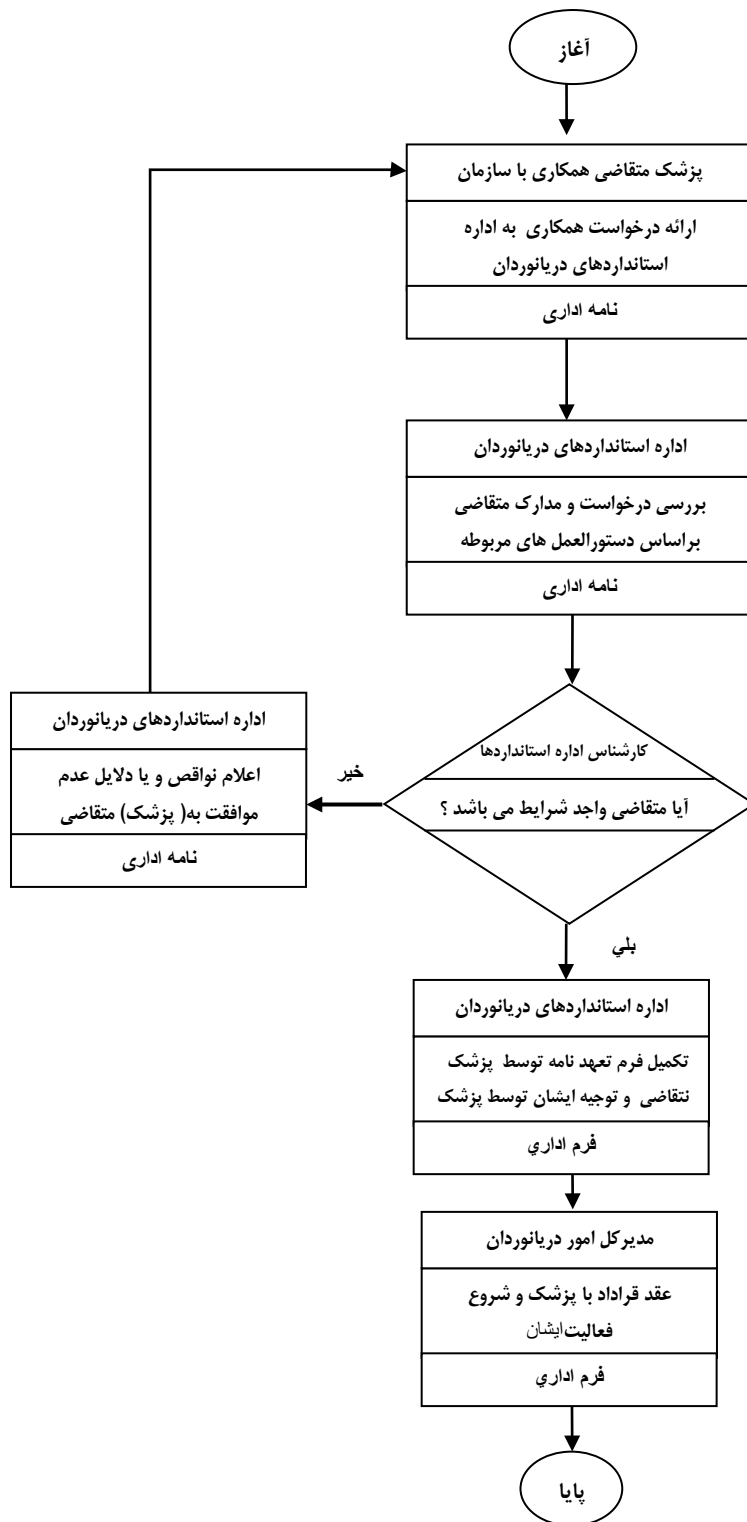 آغاز
پزشک متقاضی همکاری با سازمان
ارائه درخواست همکاری به اداره
استانداردهای دریانوردان
نامه اداری
اداره استانداردهای دریانوردان
بررسی درخواست و مدارک متقاضی
براساس دستورالعمل های مربوطه
نامه اداری
کارشناس اداره استانداردها
آیا متقاضی واجد شرایط می باشد ؟
خیر
اداره استانداردهای دریانوردان
اعلام نواقص و یا دلایل عدم
موافقت به( پزشک) متقاضی
نامه اداری
بلي
اداره استانداردهای دریانوردان
تکمیل فرم تعهد نامه توسط پزشک
نتقاضی و توجیه ایشان توسط پزشک
فرم اداري
مدیرکل امور دریانوردان
عقد قراداد با پزشک و شروع
فعالیت ایشان
فرم اداري
پایا